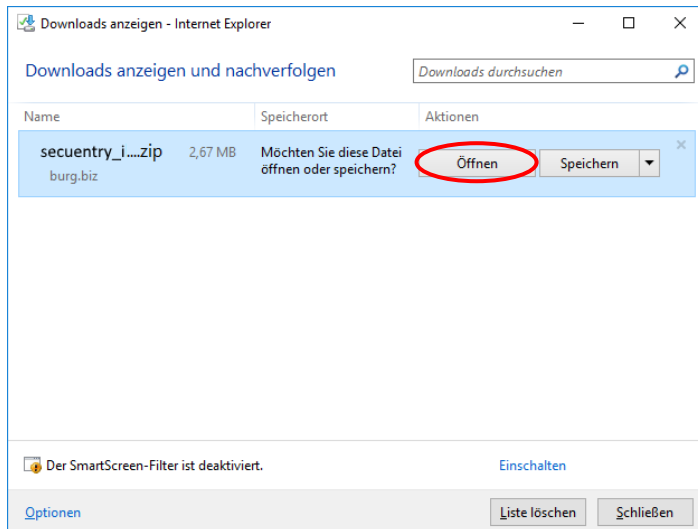 Downloads anzeigen - Internet Explorer
Downloads anzeigen und nachverfolgen
Downloads durchsuchen
Name Speicherort Aktionen
secuentry_i....zip 2,67 MB Möchten Sie diese Datei öffnen oder speichern? Öffnen Speichern
burg.biz
Der SmartScreen-Filter ist deaktiviert. Einschalten
Optionen Liste löschen Schließen